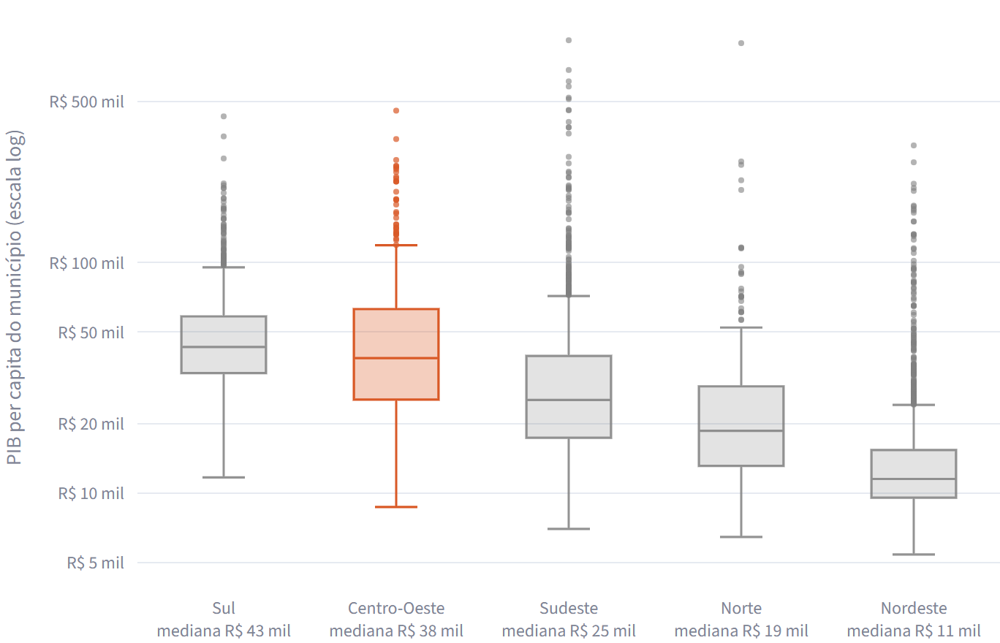 PIB per capita do município (escala log)
R$ 500 mil
R$ 100 mil
R$ 50 mil
R$ 20 mil
R$ 10 mil
R$ 5 mil
Sul
mediana R$ 43 mil
Centro-Oeste
mediana R$ 38 mil
Sudeste
mediana R$ 25 mil
Norte
mediana R$ 19 mil
Nordeste
mediana R$ 11 mil